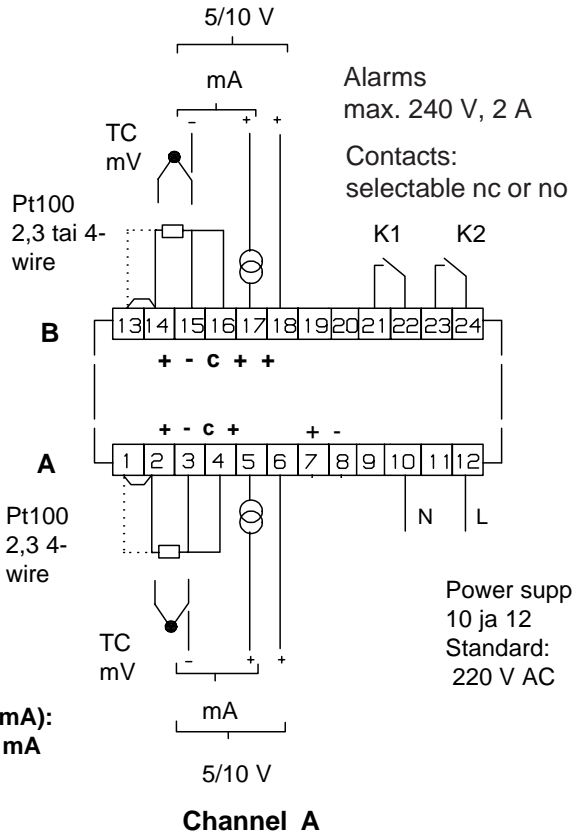 5/10 V
mA
Alarms
max. 240 V, 2 A
TC
mV
– + +
Contacts:
selectable nc or no
Pt100
2,3 tai 4-
wire
K1 K2
B 13 14 15 16 17 18 19 20 21 22 23 24
+ - c + +
+ - c + + -
A 1 2 3 4 5 6 7 8 9 10 11 12
N L
Pt100
2,3 4-
wire
Power supp
10 ja 12
Standard:
220 V AC
TC
mV
– + +
mA):
mA
mA
5/10 V
Channel A